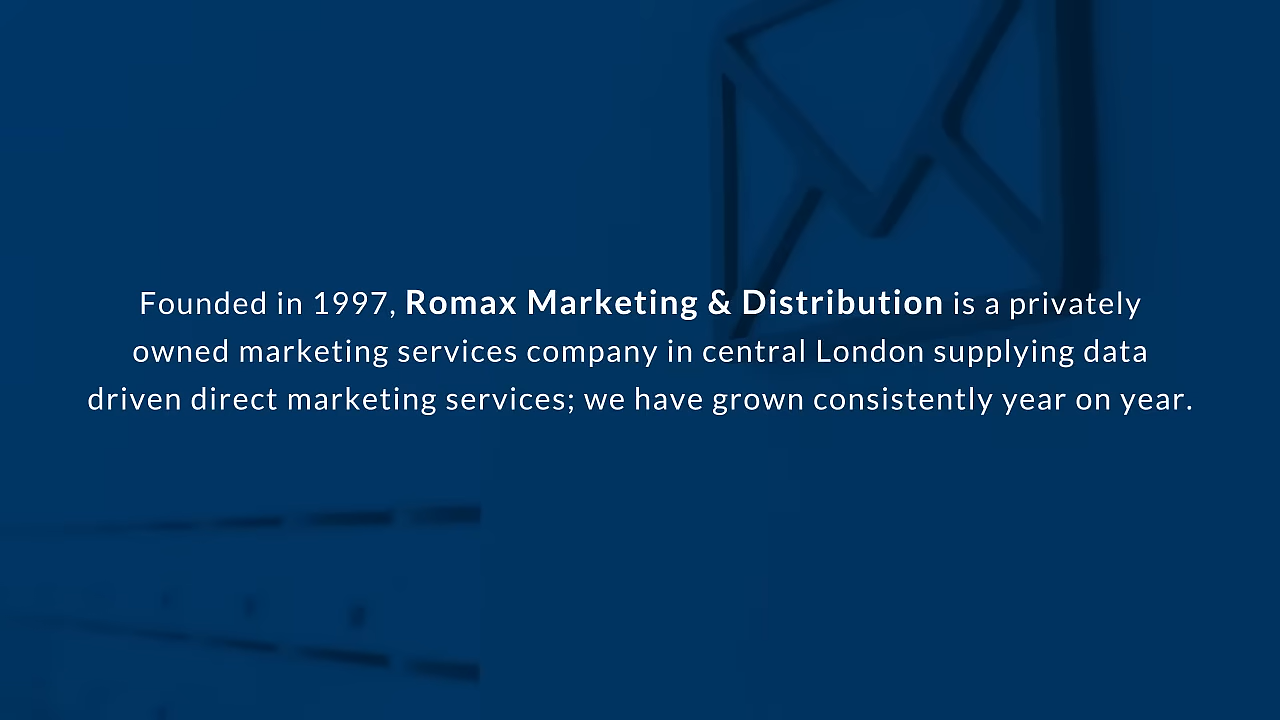 Founded in 1997, Romax Marketing & Distribution is a privately
owned marketing services company in central London supplying data
driven direct marketing services; we have grown consistently year on year.